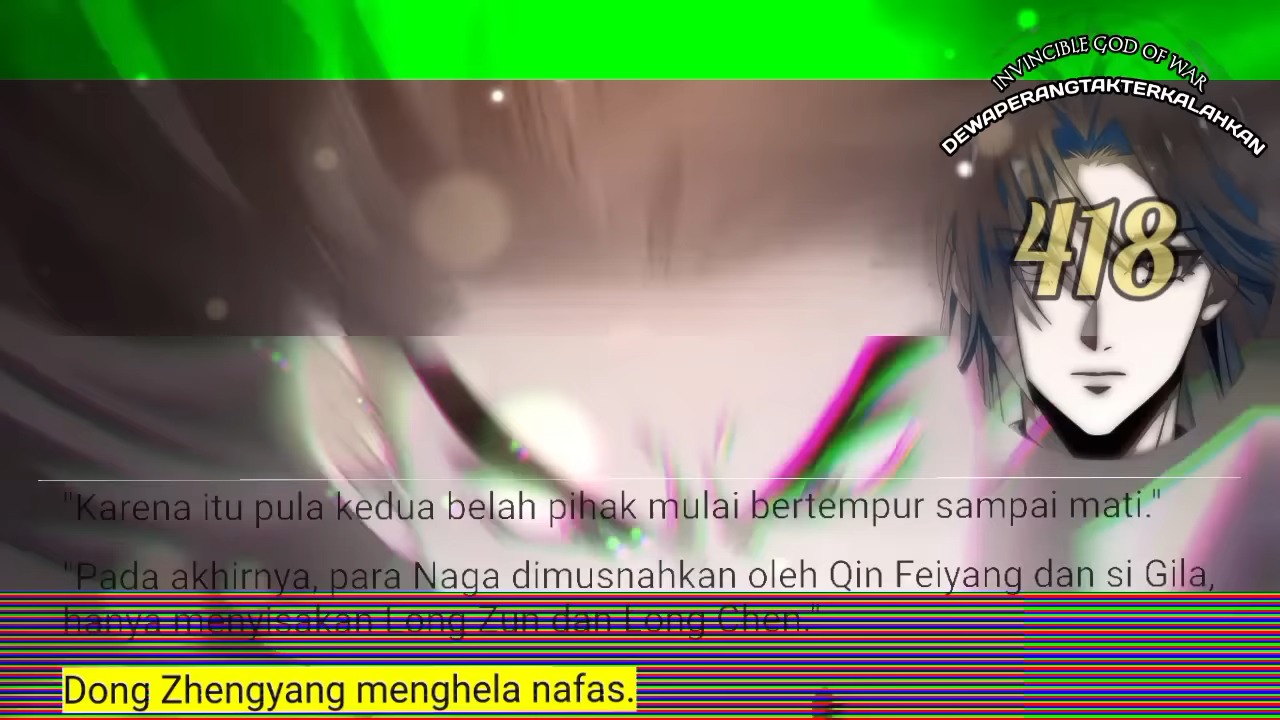 INVINCIBLE GOD OF WAR
DEWAPERANGTAKTERKALAHKAN
418
"Karena itu pula kedua belah pihak mulai bertempur sampai mati."
"Pada akhirnya, para Naga dimusnahkan oleh Qin Feiyang dan si Gila,
hanya menyisakan Long Zun dan Long Chen."
Dong Zhengyang menghela nafas.